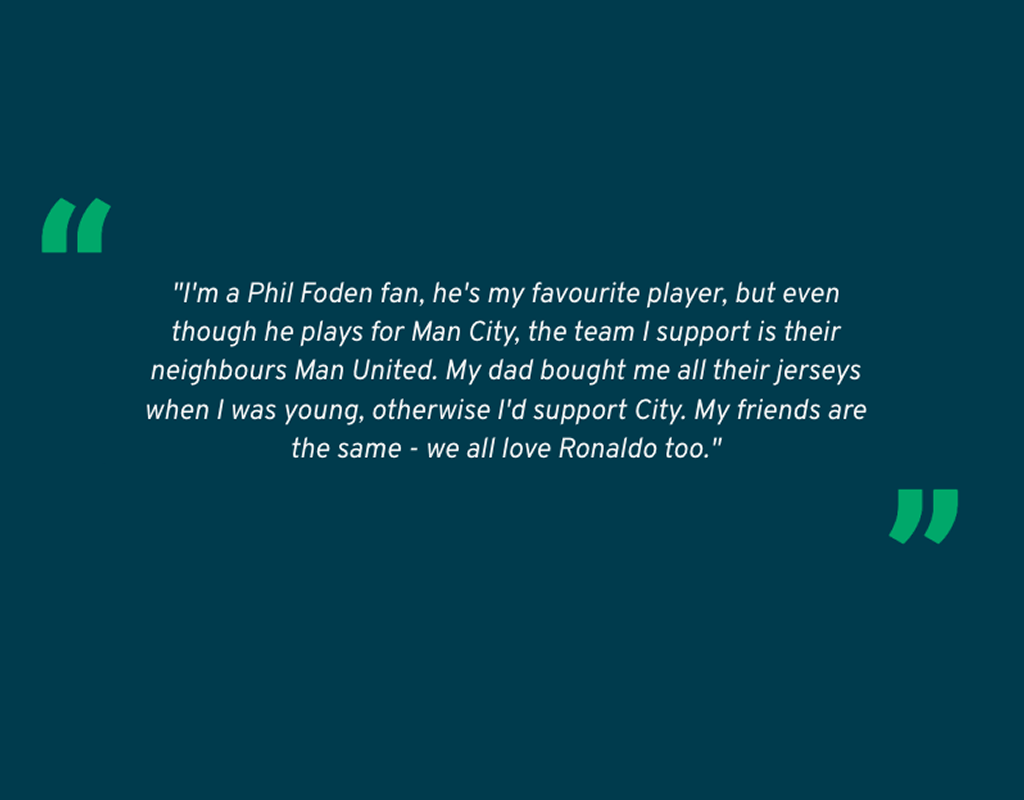 "I'm a Phil Foden fan, he's my favourite player, but even
though he plays for Man City, the team I support is their
neighbours Man United. My dad bought me all their jerseys
when I was young, otherwise I'd support City. My friends are
the same - we all love Ronaldo too."